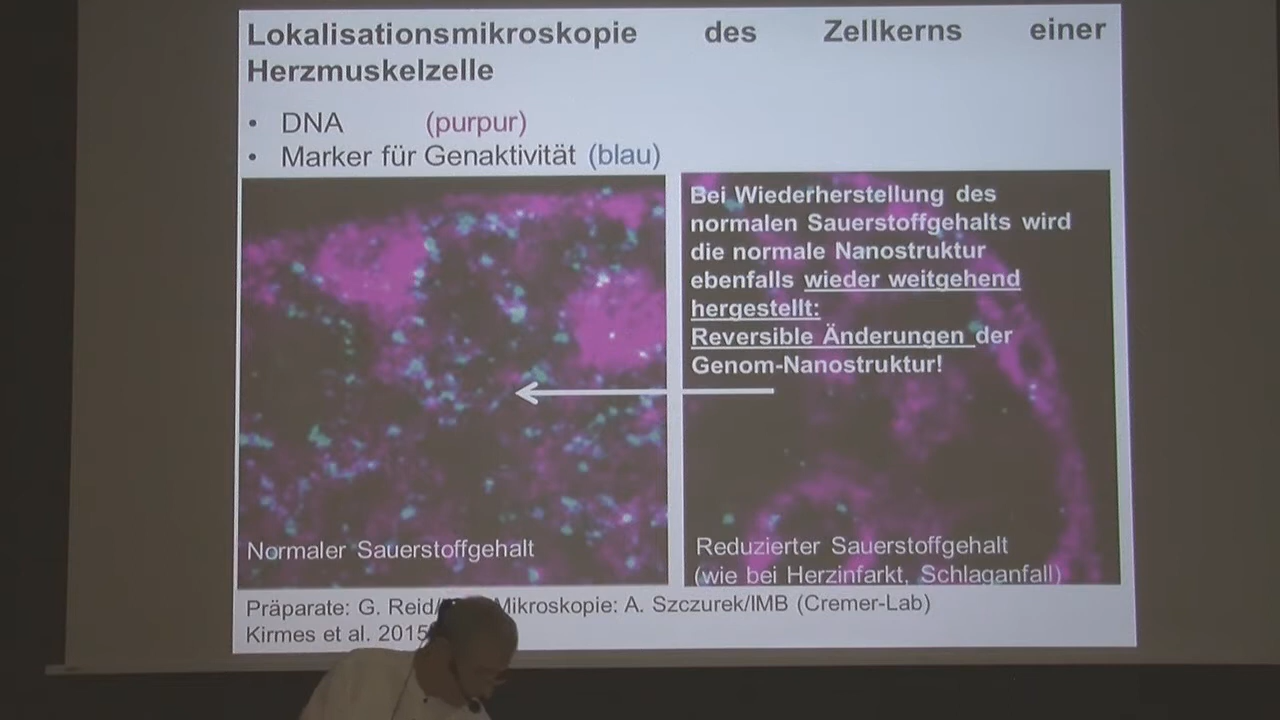 Lokalisationsmikroskopie des Zellkerns einer
Herzmuskelzelle
• DNA (purpur)
• Marker für Genaktivität (blau)
Bei Wiederherstellung des
normalen Sauerstoffgehalts wird
die normale Nanostruktur
ebenfalls wieder weitgehend
hergestellt:
Reversible Änderungen der
Genom-Nanostruktur!
Normaler Sauerstoffgehalt
Reduzierter Sauerstoffgehalt
(wie bei Herzinfarkt, Schlaganfall)
Präparate: G. Reid/ Mikroskopie: A. Szczurek/IMB (Cremer-Lab)
Kirmes et al. 2015